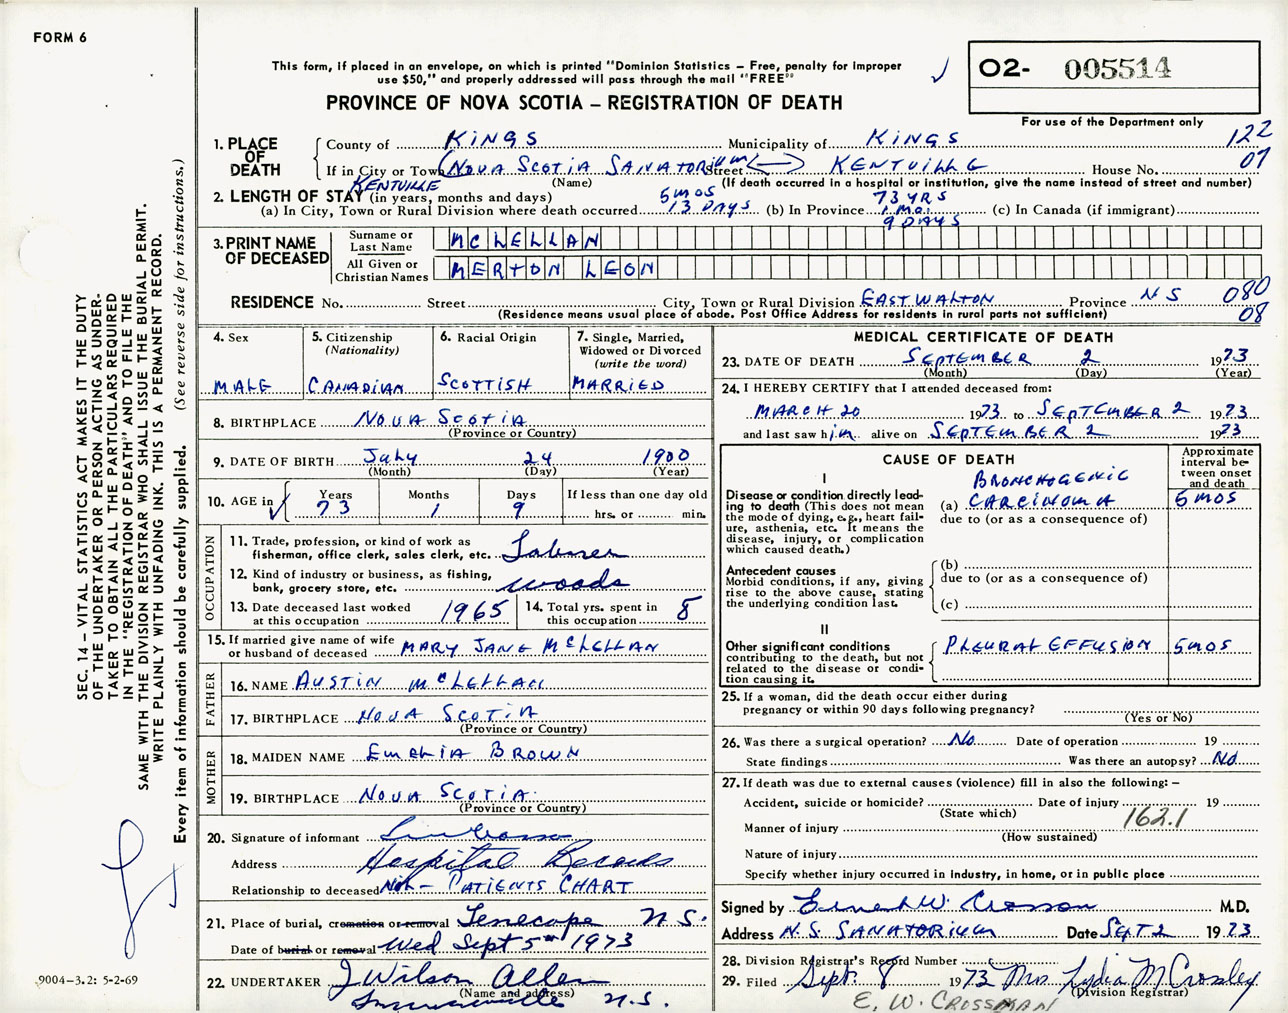 FORM 6
This form, if placed in an envelope, on which is printed "Dominion Statistics – Free, penalty for improper
use $50," and properly addressed will pass through the mail "FREE"
O2- 005514
PROVINCE OF NOVA SCOTIA – REGISTRATION OF DEATH
For use of the Department only
1. PLACE OF DEATH
County of KINGS Municipality of KINGS 122
If in City or Town (NOVA SCOTIA SANATORIUM Street KENTVILLE House No. 07
KENTVILLE (Name) (If death occurred in a hospital or institution, give the name instead of street and number)
2. LENGTH OF STAY (in years, months and days)
(a) In City, Town or Rural Division where death occurred 5 MOS 13 DAYS (b) In Province 73 YRS 1 MO. 9 DAYS (c) In Canada (if immigrant)
3. PRINT NAME OF DECEASED
Surname or Last Name MCLELLAN
All Given or Christian Names MERTON LEON
RESIDENCE No. Street City, Town or Rural Division EAST WALTON Province N S 080
(Residence means usual place of abode. Post Office Address for residents in rural parts not sufficient) 08
4. Sex MALE
5. Citizenship (Nationality) CANADIAN
6. Racial Origin SCOTTISH
7. Single, Married, Widowed or Divorced (write the word) MARRIED
8. BIRTHPLACE NOVA SCOTIA
(Province or Country)
9. DATE OF BIRTH July 24 1900
(Month) (Day) (Year)
10. AGE in Years 73 Months 1 Days 9 If less than one day old hrs. or min.
OCCUPATION
11. Trade, profession, or kind of work as
fisherman, office clerk, sales clerk, etc. Laborer
12. Kind of industry or business, as fishing,
bank, grocery store, etc. woods
13. Date deceased last worked
at this occupation 1965
14. Total yrs. spent in
this occupation 8
15. If married give name of wife
or husband of deceased MARY JANE McLELLAN
FATHER
16. NAME AUSTIN McLELLAN
17. BIRTHPLACE NOVA SCOTIA
(Province or Country)
MOTHER
18. MAIDEN NAME EMELIA BROWN
19. BIRTHPLACE NOVA SCOTIA
(Province or Country)
20. Signature of informant
Address Hospital Records
Relationship to deceased Nil – PATIENTS CHART
21. Place of burial, cremation or removal Tenecape N.S.
Date of burial or removal Wed Sept 5th 1973
22. UNDERTAKER J Wilson Allen
(Name and address) N.S.
MEDICAL CERTIFICATE OF DEATH
23. DATE OF DEATH SEPTEMBER 2 1973
(Month) (Day) (Year)
24. I HEREBY CERTIFY that I attended deceased from:
MARCH 20 1973 to SEPTEMBER 2 1973
and last saw him alive on SEPTEMBER 2 1973
CAUSE OF DEATH
Approximate interval between onset and death
I
Disease or condition directly lead-
ing to death (This does not mean
the mode of dying, e.g., heart fail-
ure, asthenia, etc. It means the
disease, injury, or complication
which caused death.)
(a) BRONCHOGENIC CARCINOMA 5 MOS
due to (or as a consequence of)
Antecedent causes
Morbid conditions, if any, giving
rise to the above cause, stating
the underlying condition last.
(b)
due to (or as a consequence of)
(c)
II
Other significant conditions
contributing to the death, but not
related to the disease or condi-
tion causing it.
PLEURAL EFFUSION 5 MOS
25. If a woman, did the death occur either during
pregnancy or within 90 days following pregnancy?
(Yes or No)
26. Was there a surgical operation? No Date of operation 19
State findings Was there an autopsy? No
27. If death was due to external causes (violence) fill in also the following: –
Accident, suicide or homicide? Date of injury 19
(State which) 162.1
Manner of injury
(How sustained)
Nature of injury
Specify whether injury occurred in industry, in home, or in public place
Signed by Ernest W. Crosson M.D.
Address N.S. SANATORIUM Date SEPT 2 1973
28. Division Registrar's Record Number
29. Filed Sept. 8 1973 Mrs. Lydia M Crosley
(Division Registrar)
E. W. CROSSMAN
SEC. 14 – VITAL STATISTICS ACT MAKES IT THE DUTY
OF THE UNDERTAKER OR PERSON ACTING AS UNDER-
TAKER TO OBTAIN ALL THE PARTICULARS REQUIRED
IN THE "REGISTRATION OF DEATH" AND TO FILE THE
SAME WITH THE DIVISION REGISTRAR WHO SHALL ISSUE THE BURIAL PERMIT.
WRITE PLAINLY WITH UNFADING INK. THIS IS A PERMANENT RECORD.
Every item of information should be carefully supplied. (See reverse side for instructions.)
9004–3.2: 5-2-69